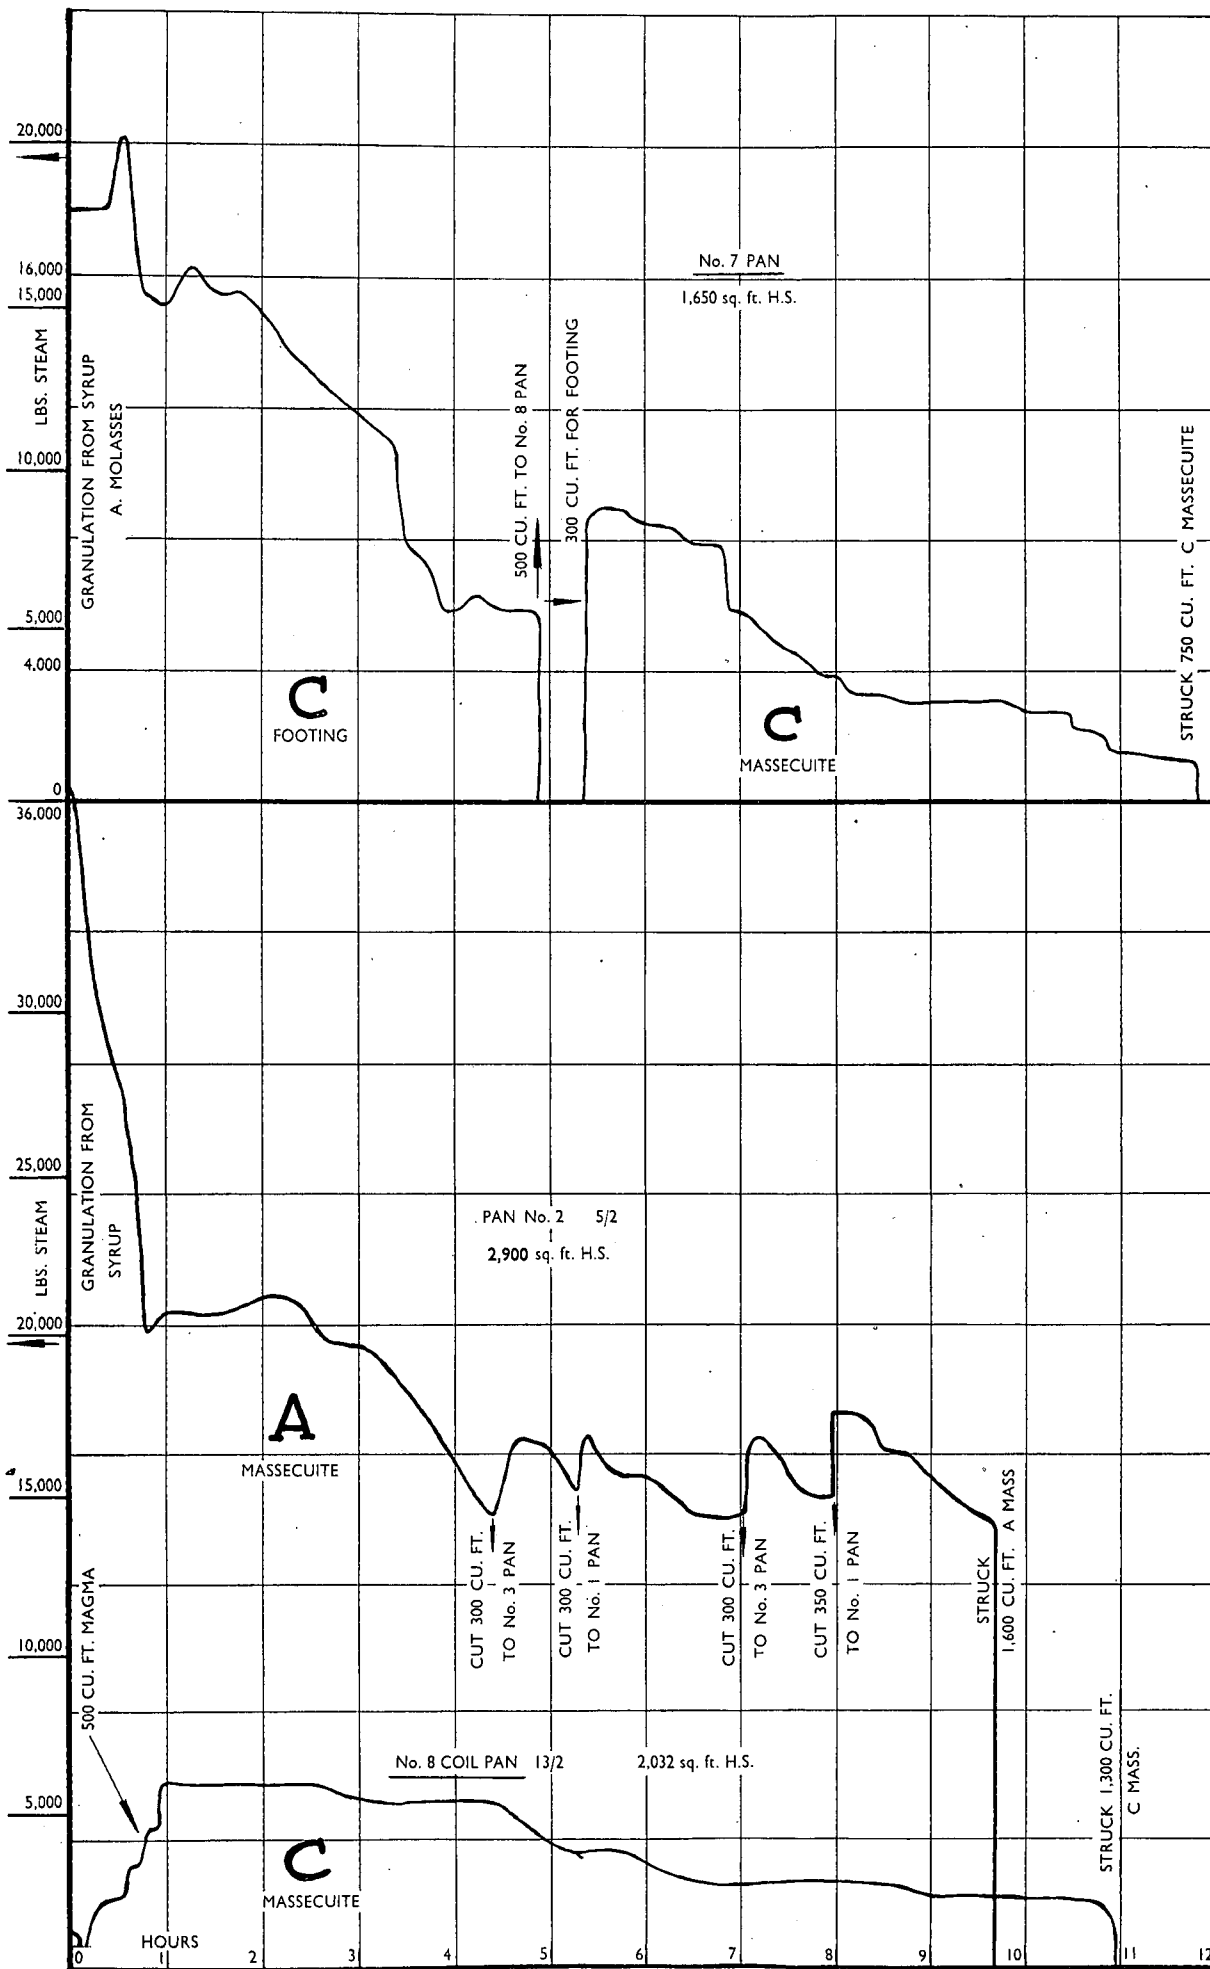 20,000
16,000
15,000
LBS. STEAM
10,000
5,000
4,000
0
GRANULATION FROM SYRUP
A. MOLASSES
No. 7 PAN
1,650 sq. ft. H.S.
500 CU. FT. TO No. 8 PAN
300 CU. FT. FOR FOOTING
STRUCK 750 CU. FT. C MASSECUITE
C
FOOTING
C
MASSECUITE
36,000
30,000
25,000
LBS. STEAM
20,000
15,000
10,000
5,000
GRANULATION FROM
SYRUP
PAN No. 2 5/2
2,900 sq. ft. H.S.
A
MASSECUITE
CUT 300 CU. FT.
TO No. 3 PAN
CUT 300 CU. FT.
TO No. 1 PAN
CUT 300 CU. FT.
TO No. 3 PAN
CUT 350 CU. FT.
TO No. 1 PAN
STRUCK
1,600 CU. FT. A MASS
500 CU. FT. MAGMA
No. 8 COIL PAN 13/2 2,032 sq. ft. H.S.
STRUCK 1,300 CU. FT.
C MASS.
C
MASSECUITE
HOURS
0 1 2 3 4 5 6 7 8 9 10 11 12